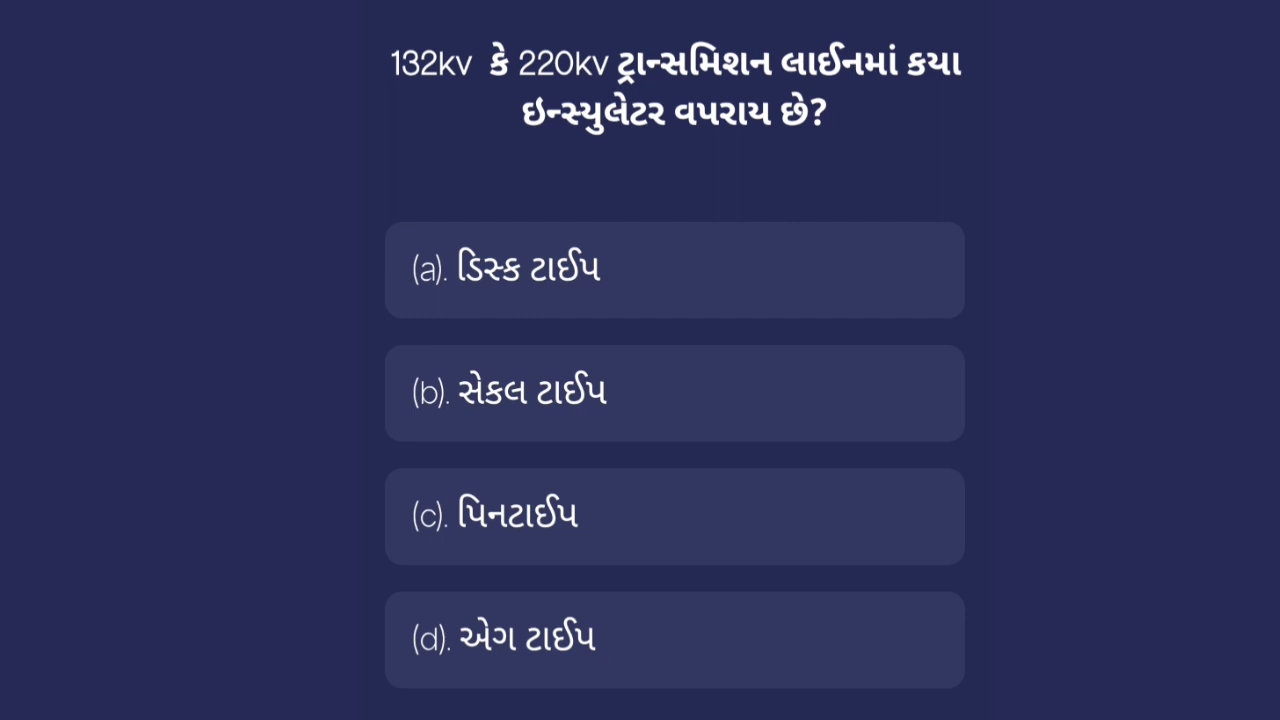 132kv કે 220kv ટ્રાન્સમિશન લાઈનમાં કયા
ઇન્સ્યુલેટર વપરાય છે?
(a). ડિસ્ક ટાઈપ
(b). સેકલ ટાઈપ
(c). પિનટાઈપ
(d). એગ ટાઈપ